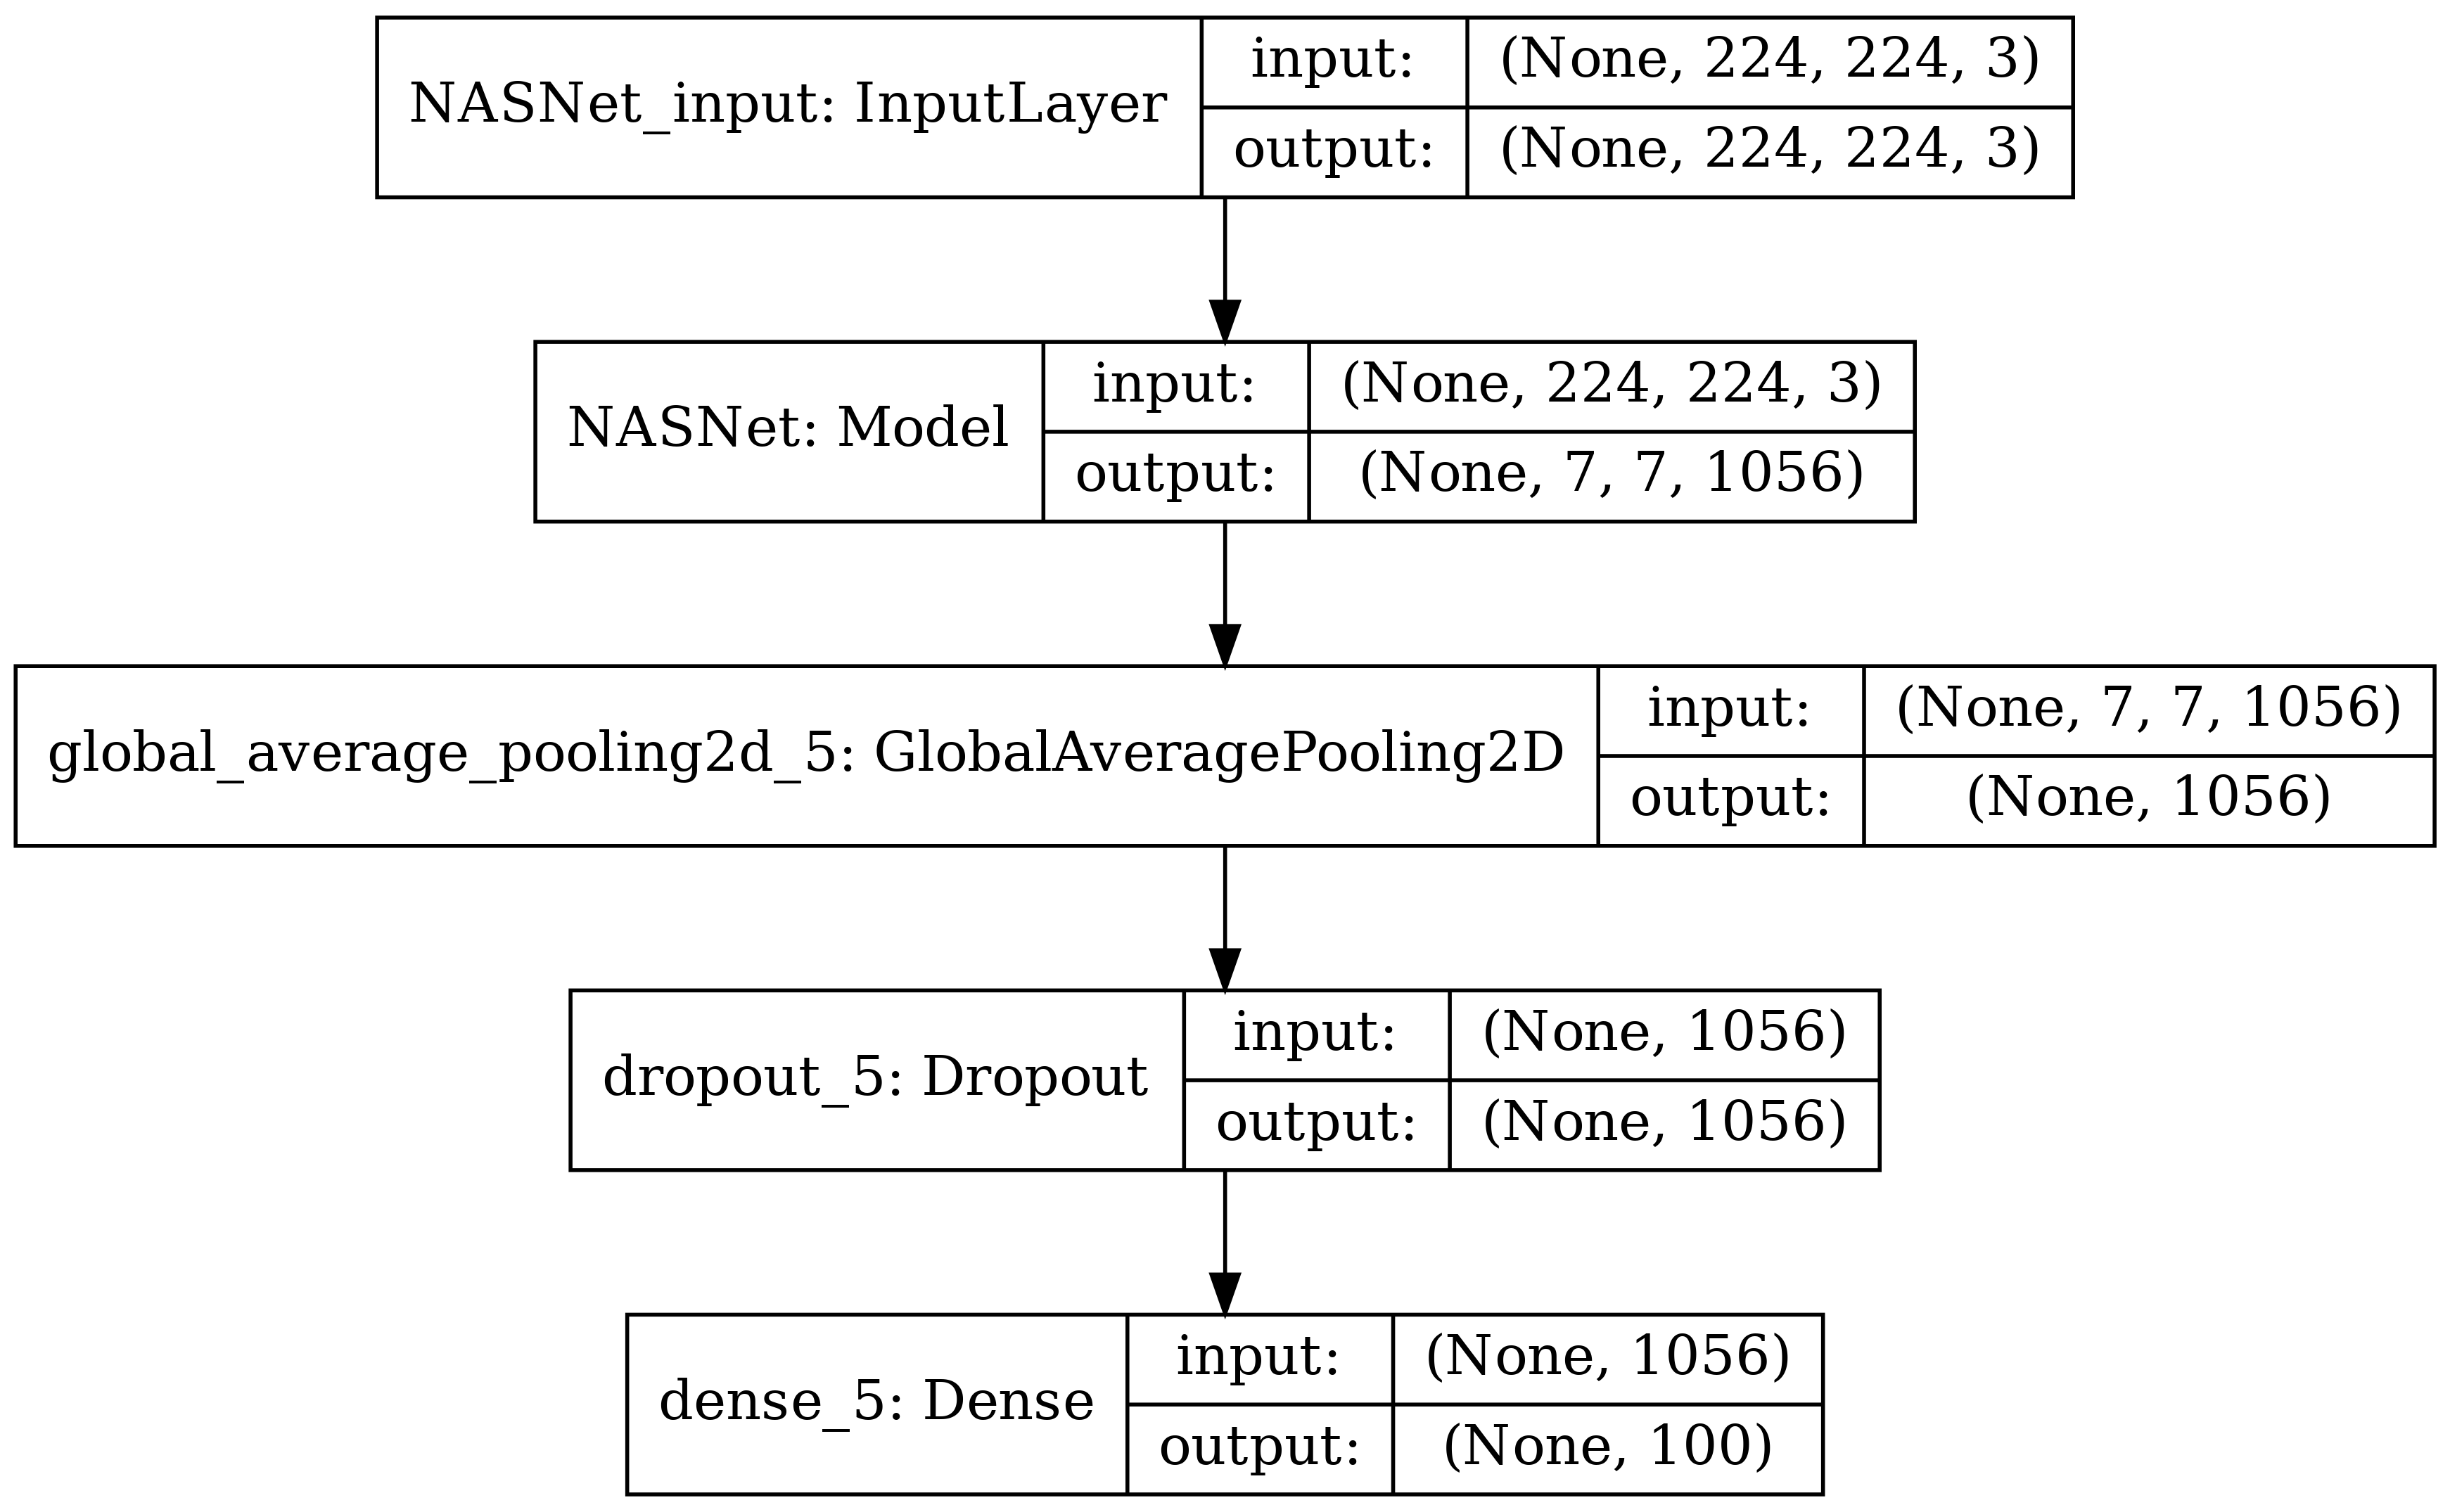 NASNet_input: InputLayer
input:
(None, 224, 224, 3)
output:
(None, 224, 224, 3)
NASNet: Model
input:
(None, 224, 224, 3)
output:
(None, 7, 7, 1056)
global_average_pooling2d_5: GlobalAveragePooling2D
input:
(None, 7, 7, 1056)
output:
(None, 1056)
dropout_5: Dropout
input:
(None, 1056)
output:
(None, 1056)
dense_5: Dense
input:
(None, 1056)
output:
(None, 100)